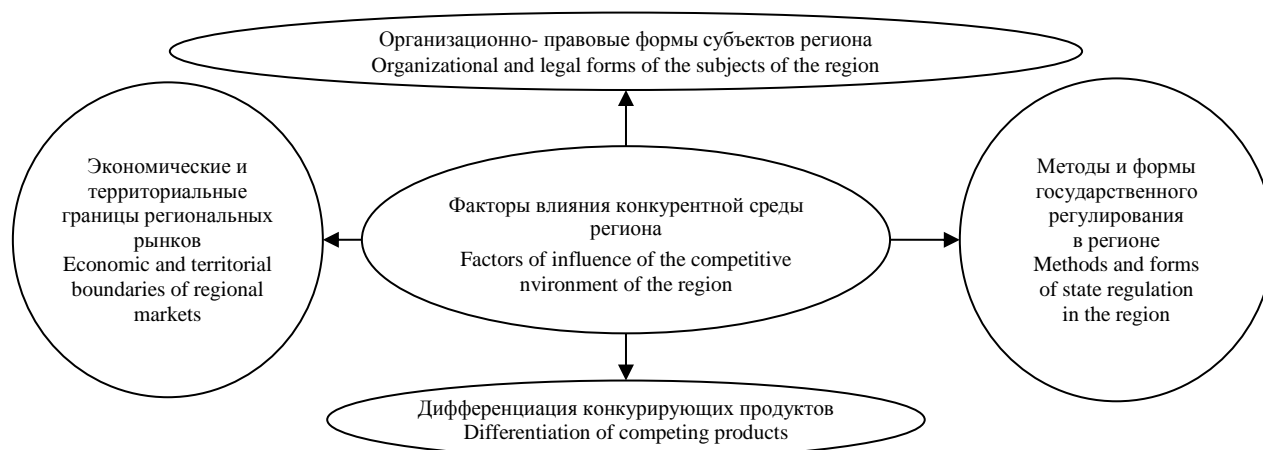 Организационно- правовые формы субъектов региона
Organizational and legal forms of the subjects of the region
Экономические и
территориальные
границы региональных
рынков
Economic and territorial
boundaries of regional
markets
Факторы влияния конкурентной среды
региона
Factors of influence of the competitive
nvironment of the region
Методы и формы
государственного
регулирования
в регионе
Methods and forms
of state regulation
in the region
Дифференциация конкурирующих продуктов
Differentiation of competing products